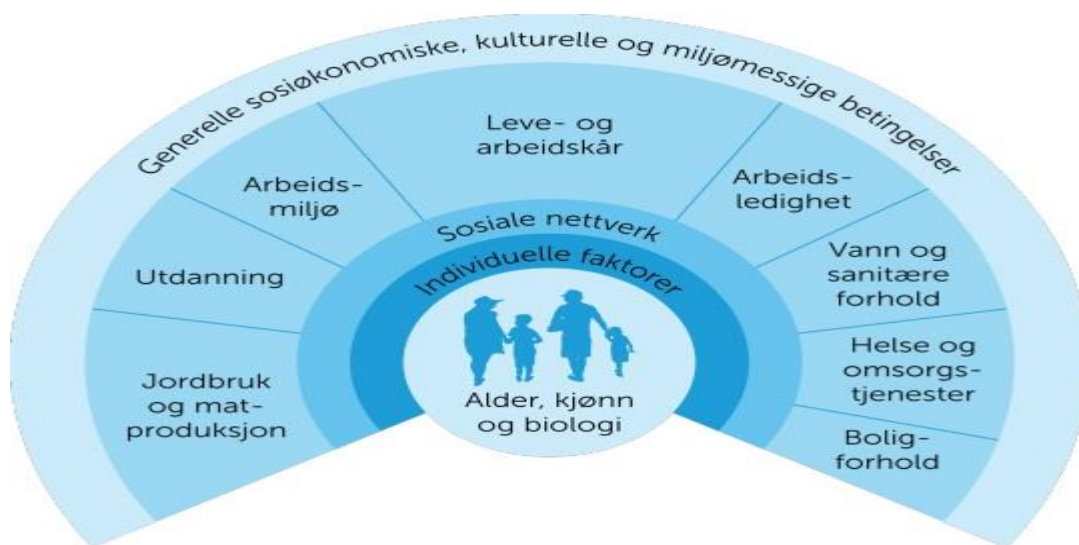 Generelle sosiøkonomiske, kulturelle og miljømessige betingelser
Leve- og
arbeidskår
Arbeids-
miljø
Arbeids-
ledighet
Utdanning
Vann og
sanitære
forhold
Jordbruk
og mat-
produksjon
Helse og
omsorgs-
tjenester
Bolig-
forhold
Sosiale nettverk
Individuelle faktorer
Alder, kjønn
og biologi